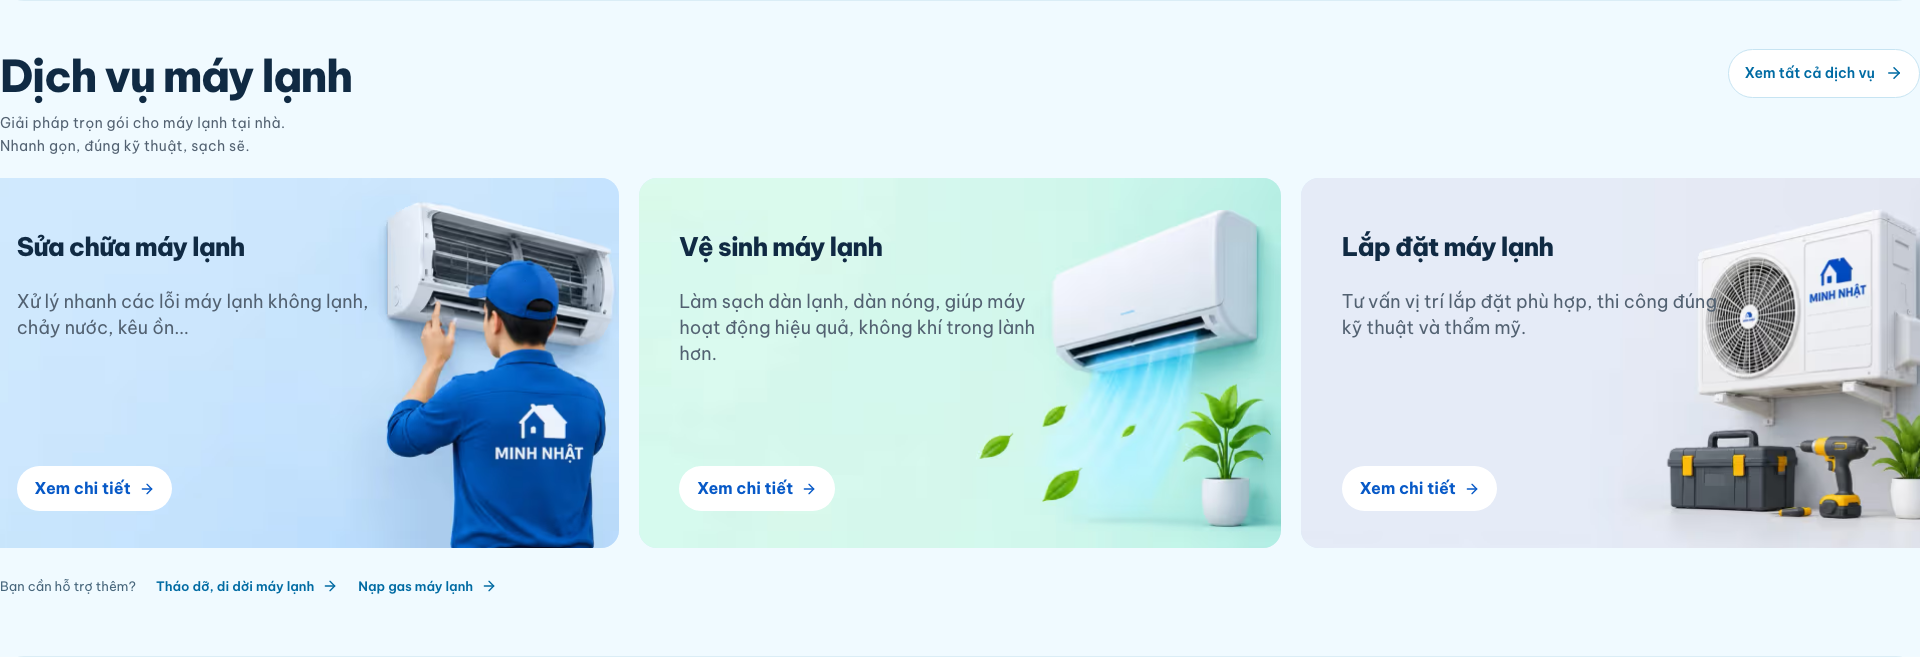 Dịch vụ máy lạnh
Xem tất cả dịch vụ
Giải pháp trọn gói cho máy lạnh tại nhà.
Nhanh gọn, đúng kỹ thuật, sạch sẽ.
Sửa chữa máy lạnh
Xử lý nhanh các lỗi máy lạnh không lạnh,
chảy nước, kêu ồn...
MINH NHẬT
Xem chi tiết
Vệ sinh máy lạnh
Làm sạch dàn lạnh, dàn nóng, giúp máy
hoạt động hiệu quả, không khí trong lành
hơn.
Xem chi tiết
Lắp đặt máy lạnh
Tư vấn vị trí lắp đặt phù hợp, thi công đúng
kỹ thuật và thẩm mỹ.
MINH NHẬT
Xem chi tiết
Bạn cần hỗ trợ thêm?
Tháo dỡ, di dời máy lạnh
Nạp gas máy lạnh